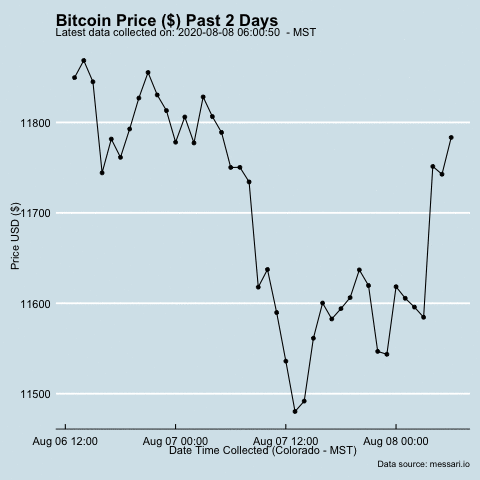 Bitcoin Price ($) Past 2 Days
Latest data collected on: 2020-08-08 06:00:50  - MST
11800
11700
11600
11500
Price USD ($)
Aug 06 12:00
Aug 07 00:00
Aug 07 12:00
Aug 08 00:00
Date Time Collected (Colorado - MST)
Data source: messari.io